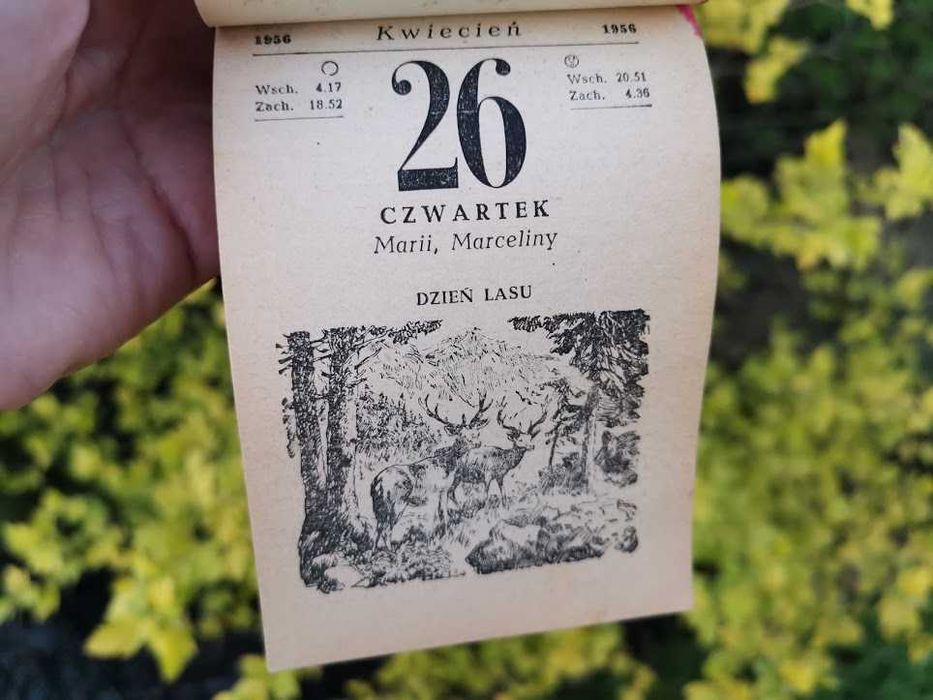 1956 Kwiecień 1956
Wsch. 4.17
Zach. 18.52
26
Wsch. 20.51
Zach. 4.36
CZWARTEK
Marii, Marceliny
DZIEŃ LASU